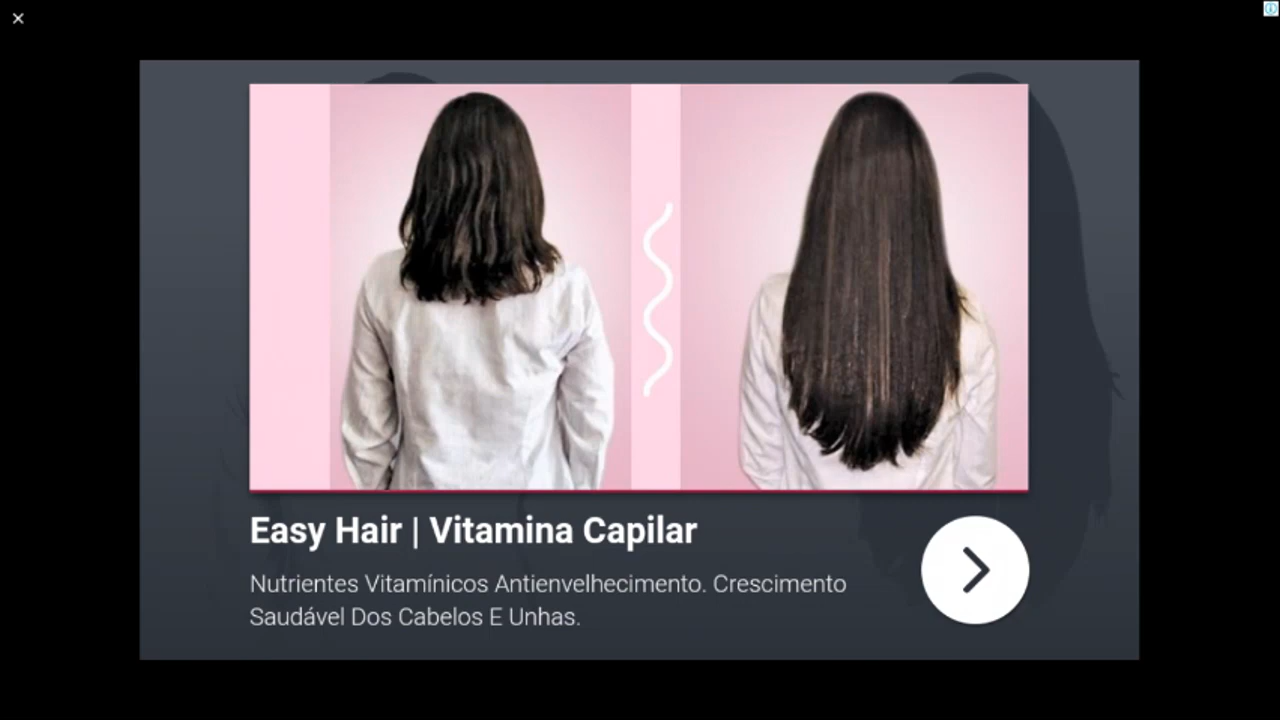 Easy Hair | Vitamina Capilar
Nutrientes Vitamínicos Antienvelhecimento. Crescimento
Saudável Dos Cabelos E Unhas.